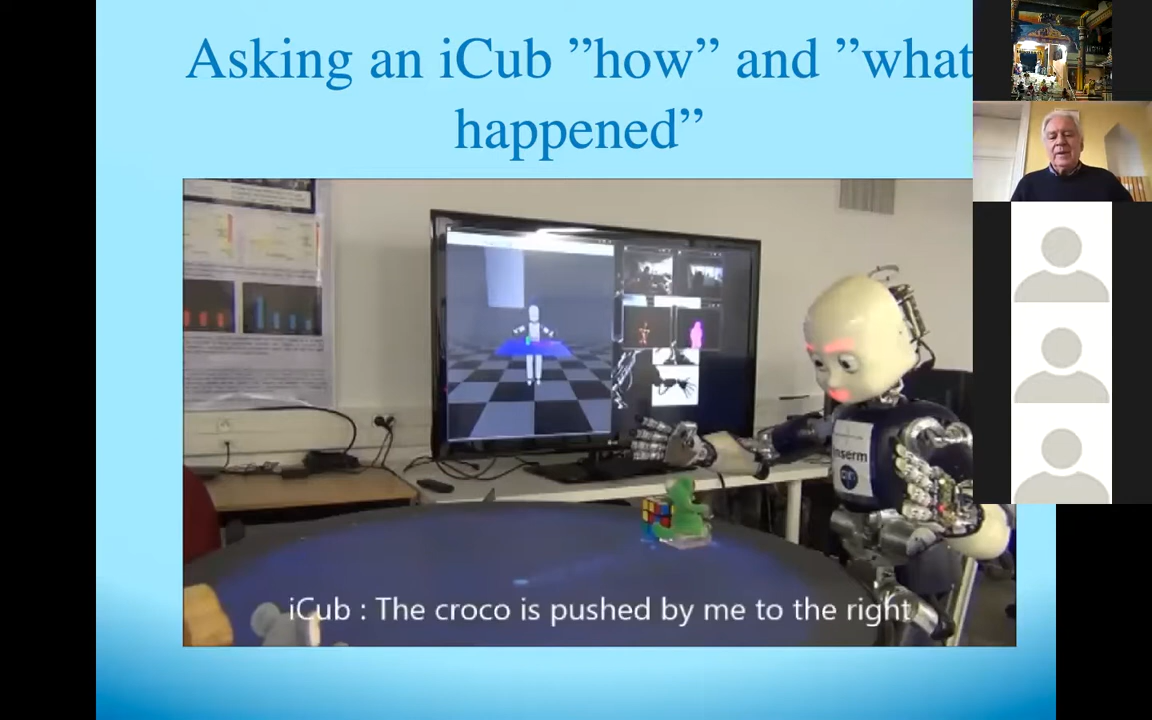 Asking an iCub ”how” and ”what
happened”
inserm
iCub : The croco is pushed by me to the right